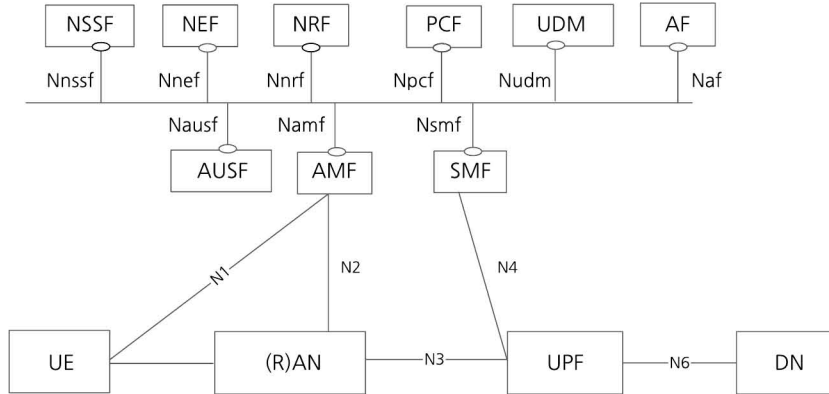 NSSF NEF NRF PCF UDM AF
Nnssf Nnef Nnrf Npcf Nudm Naf
Nausf Namf Nsmf
AUSF AMF SMF
N1 N2 N4
UE (R)AN N3 UPF N6 DN